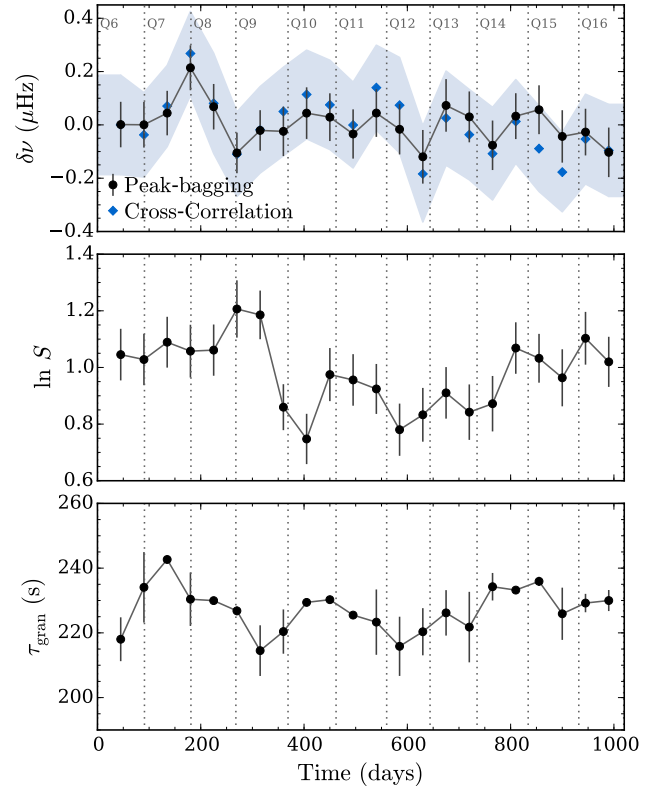 Q6 Q7 Q8 Q9 Q10 Q11 Q12 Q13 Q14 Q15 Q16
0.4
0.2
0.0
−0.2
−0.4
δν (μHz)
Peak-bagging
Cross-Correlation
1.4
1.2
1.0
0.8
0.6
ln S
260
240
220
200
τgran (s)
0 200 400 600 800 1000
Time (days)